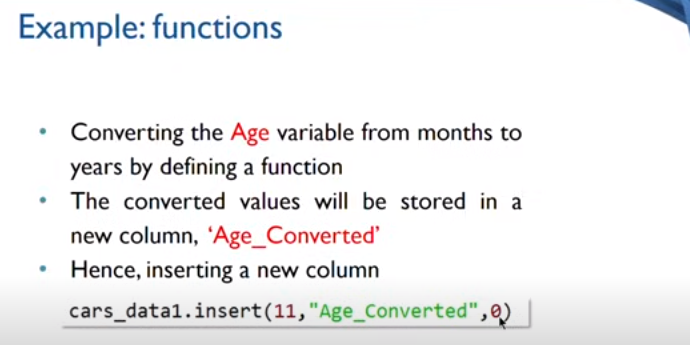 Example: functions
• Converting the Age variable from months to
years by defining a function
• The converted values will be stored in a
new column, ‘Age_Converted’
• Hence, inserting a new column
cars_data1.insert(11,"Age_Converted",0)